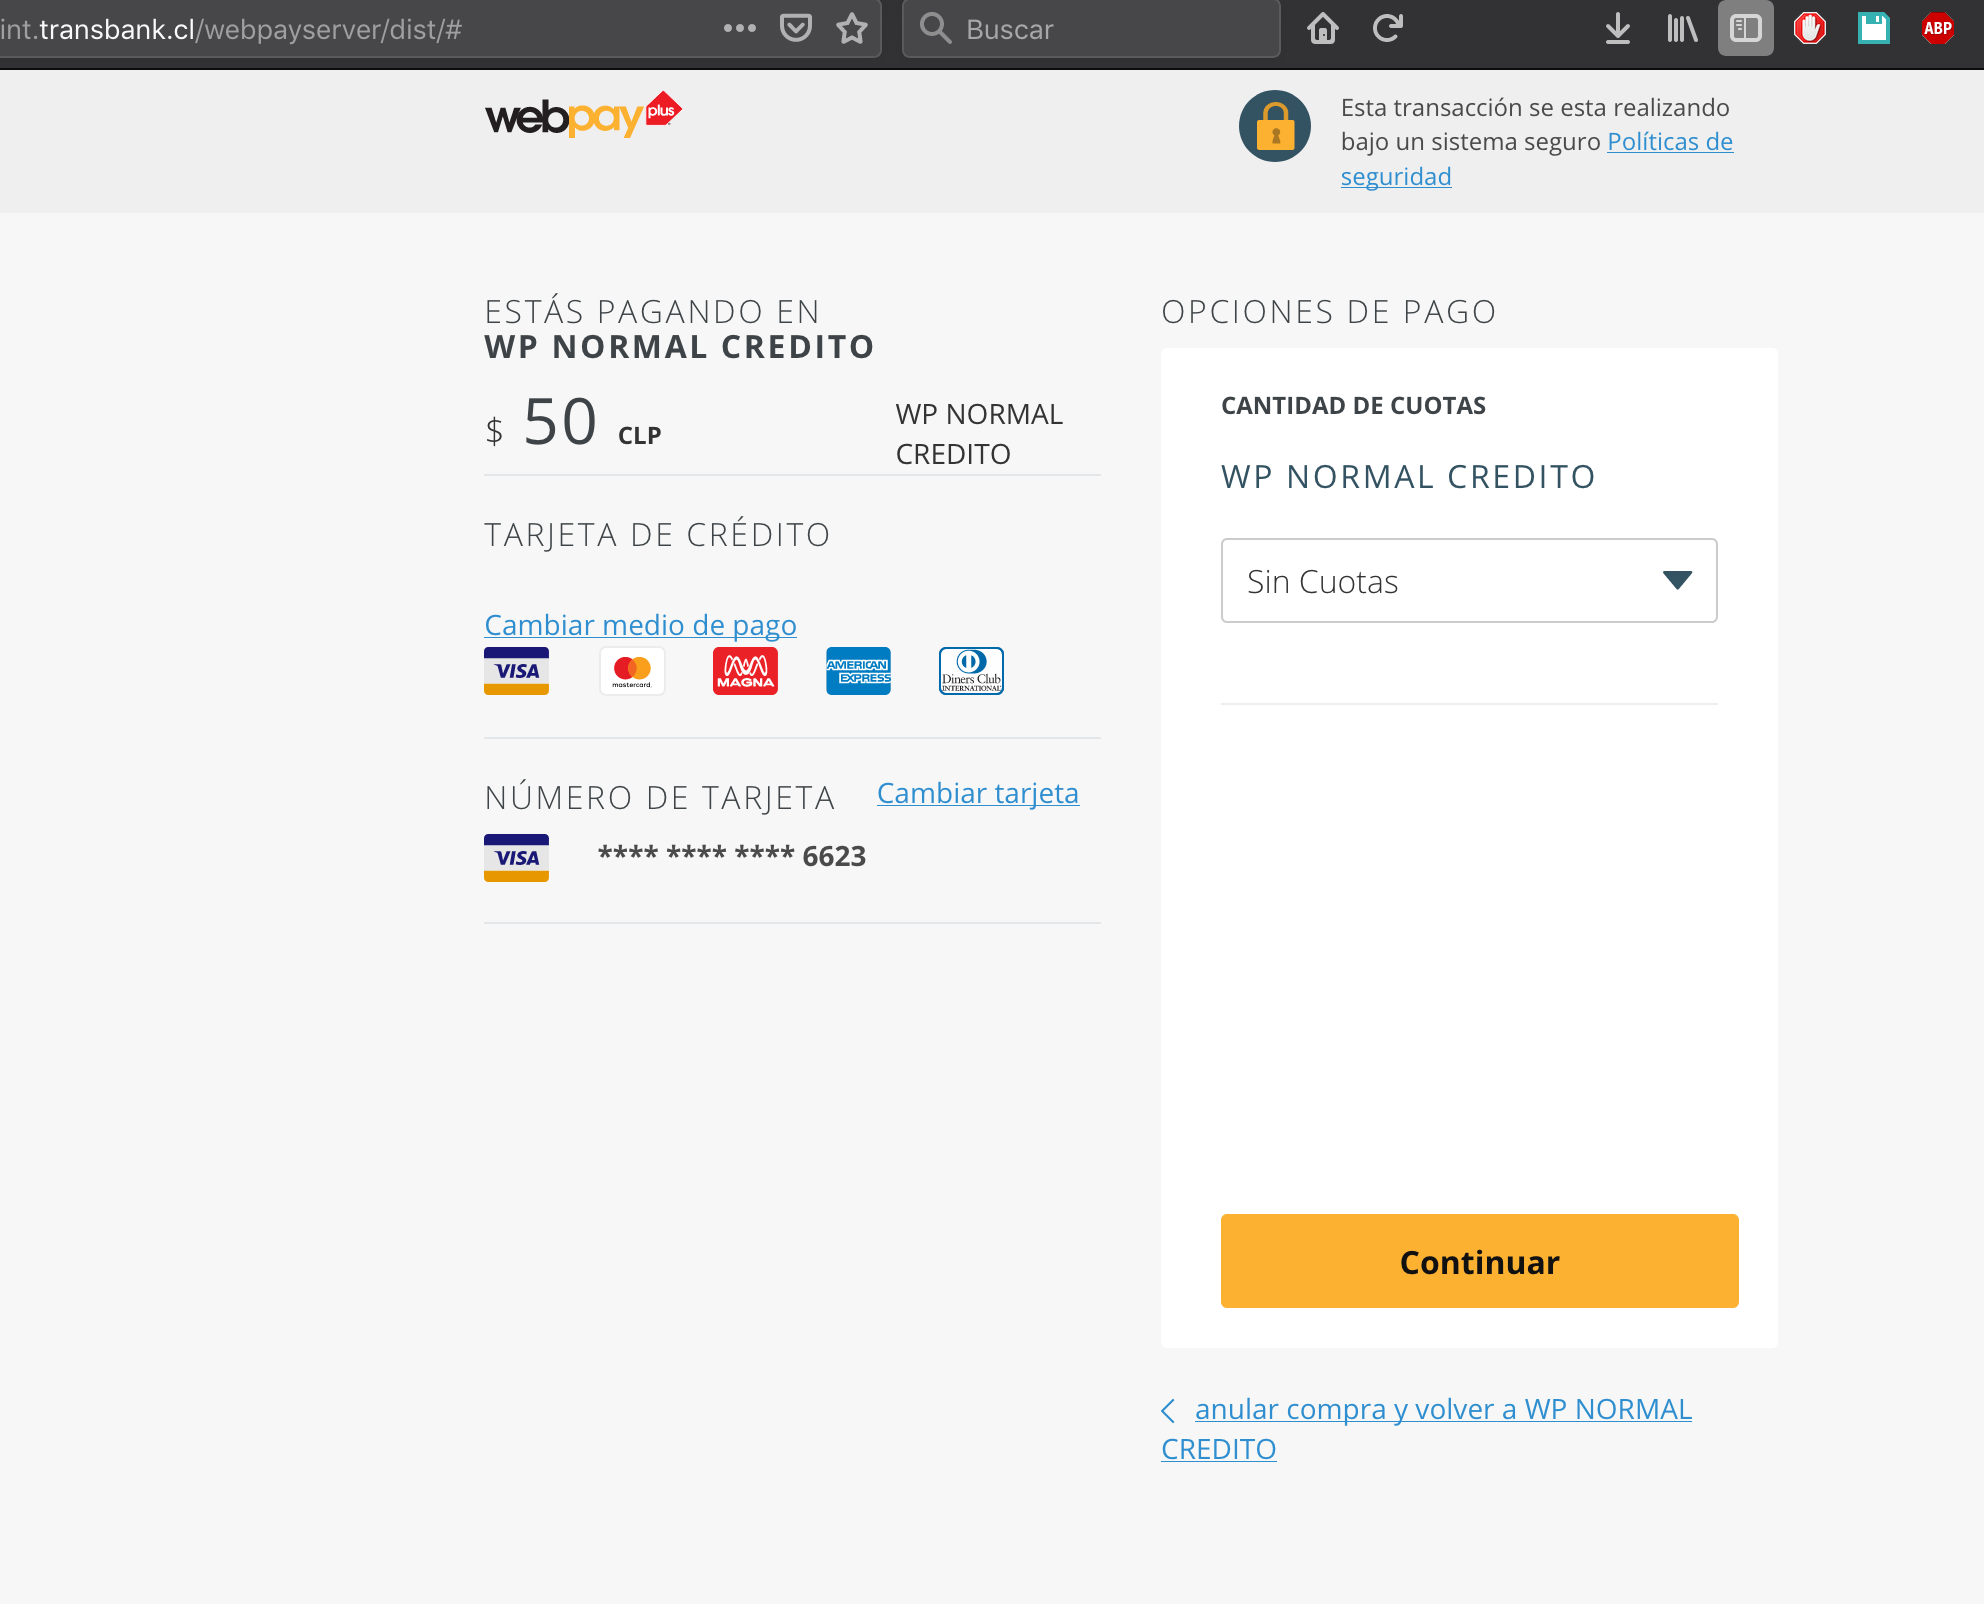 int.transbank.cl/webpayserver/dist/#
Buscar
ABP
webpay plus
Esta transacción se esta realizando
bajo un sistema seguro Políticas de
seguridad
ESTÁS PAGANDO EN
WP NORMAL CREDITO
$ 50 CLP
WP NORMAL
CREDITO
TARJETA DE CRÉDITO
Cambiar medio de pago
VISA
mastercard
MAGNA
AMERICAN
EXPRESS
Diners Club
INTERNATIONAL
NÚMERO DE TARJETA
Cambiar tarjeta
VISA
**** **** **** 6623
OPCIONES DE PAGO
CANTIDAD DE CUOTAS
WP NORMAL CREDITO
Sin Cuotas
Continuar
anular compra y volver a WP NORMAL
CREDITO